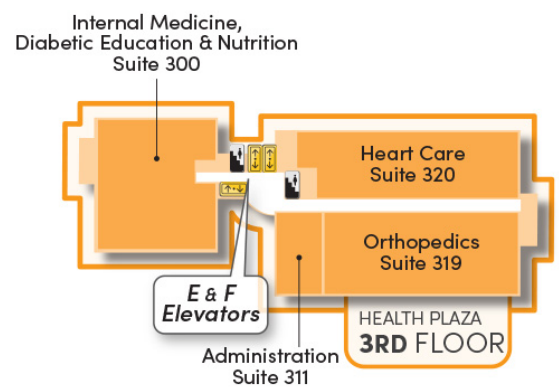 Internal Medicine,
Diabetic Education & Nutrition
Suite 300
Heart Care
Suite 320
Orthopedics
Suite 319
E & F
Elevators
HEALTH PLAZA
3RD FLOOR
Administration
Suite 311